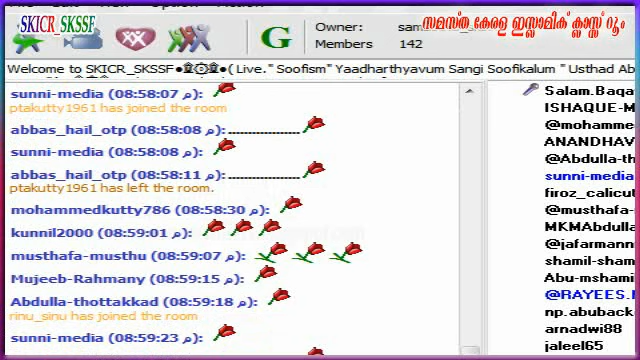 SKICR_SKSSF
സമസ്ത കേരള ഇസ്ലാമിക് ക്ലാസ്സ് റൂം
G
Owner:
Members 142
Welcome to SKICR_SKSSF●۩۞۩●(Live." Soofism" Yaadharthyavum Sangi Soofikalum " Usthad Ab
sunni-media (08:58:07 م):
ptakutty1961 has joined the room
abbas_hail_otp (08:58:08 م):..................
sunni-media (08:58:08 م):
abbas_hail_otp (08:58:11 م):..................
ptakutty1961 has left the room.
mohammedkutty786 (08:58:30 م):
kunnil2000 (08:59:01 م):
musthafa-musthu (08:59:07 م):
Mujeeb-Rahmany (08:59:15 م):
Abdulla-thottakkad (08:59:18 م):
rinu_sinu has joined the room
sunni-media (08:59:23 م):
Salam.Baqa
ISHAQUE-M
@mohamme
ANANDHAV
@Abdulla-t
sunni-media
firoz_calicut
@musthafa-
MKMAbdull
@jafarmann
shamil-sham
Abu-mshami
@RAYEES.
np.abuback
arnadwi88
jaleel65